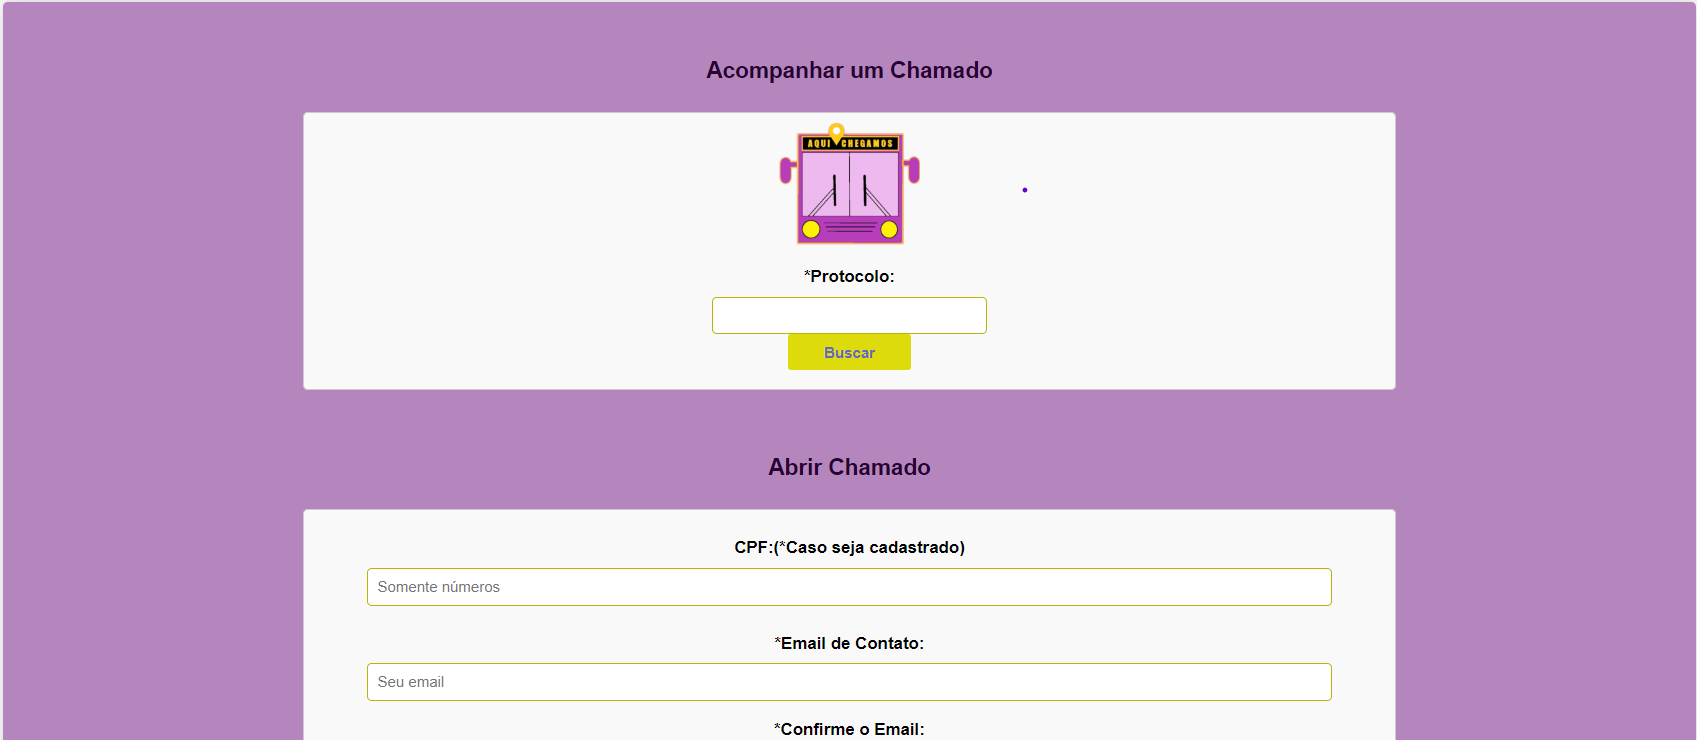 Acompanhar um Chamado
AQUI CHEGAMOS
*Protocolo:
Buscar
Abrir Chamado
CPF:(*Caso seja cadastrado)
Somente números
*Email de Contato:
Seu email
*Confirme o Email: